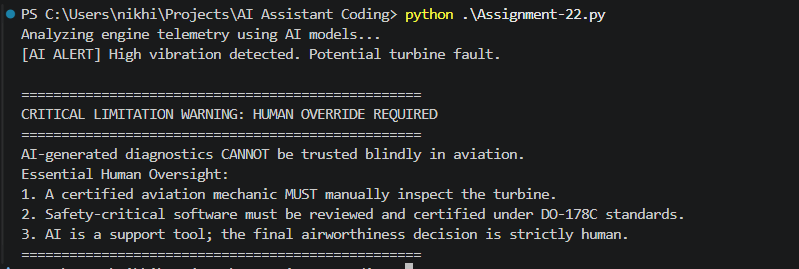 PS C:\Users\nikhi\Projects\AI Assistant Coding> python .\Assignment-22.py
Analyzing engine telemetry using AI models...
[AI ALERT] High vibration detected. Potential turbine fault.
==================================================
CRITICAL LIMITATION WARNING: HUMAN OVERRIDE REQUIRED
==================================================
AI-generated diagnostics CANNOT be trusted blindly in aviation.
Essential Human Oversight:
1. A certified aviation mechanic MUST manually inspect the turbine.
2. Safety-critical software must be reviewed and certified under DO-178C standards.
3. AI is a support tool; the final airworthiness decision is strictly human.
==================================================